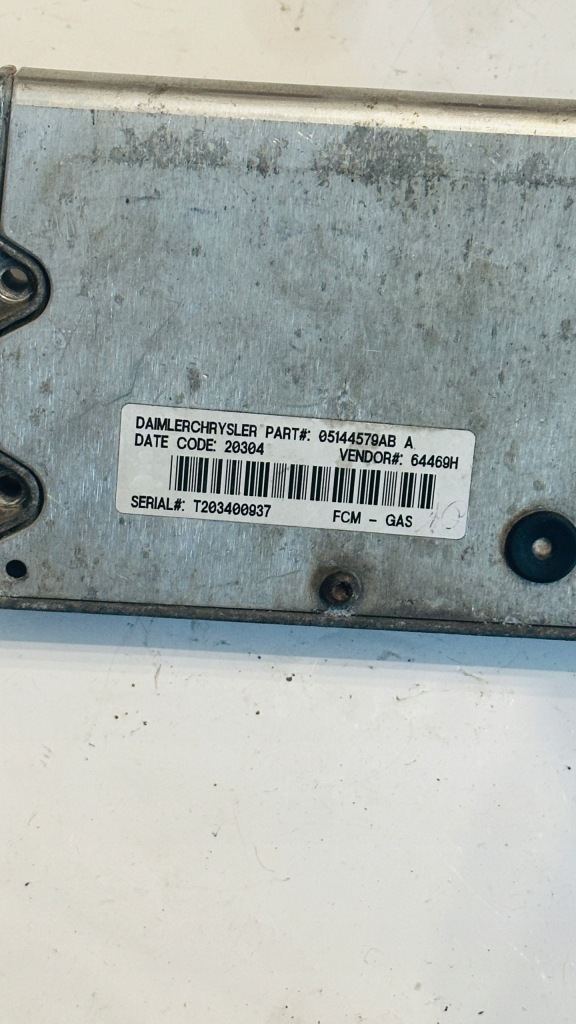 DAIMLERCHRYSLER PART#: 05144579AB A
DATE CODE: 20304 VENDOR#: 64469H
SERIAL#: T203400937 FCM - GAS